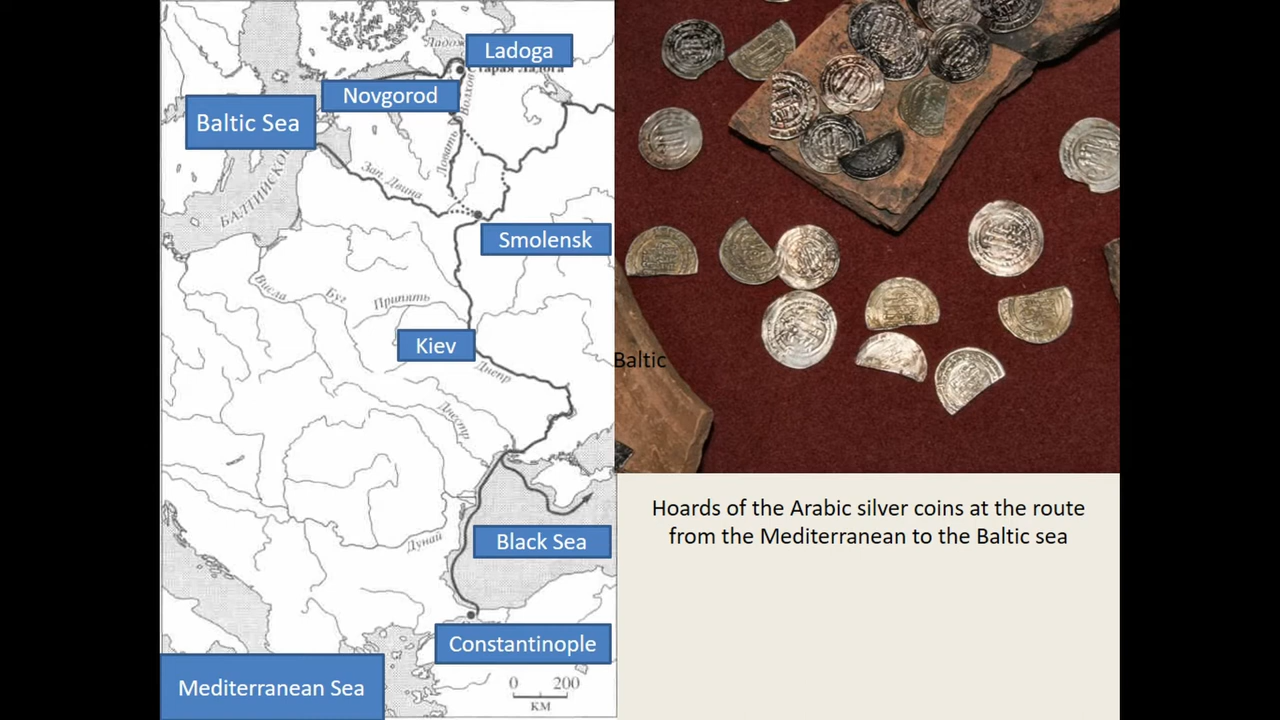 Ладож
Ladoga
Старая Ладога
Novgorod
Волхов
Baltic Sea
Ловать
Зап. Двина
БАЛТИЙСКО
Smolensk
Висла
Буг
Припять
Kiev
Днепр
Baltic
Днестр
Hoards of the Arabic silver coins at the route
from the Mediterranean to the Baltic sea
Black Sea
Дунай
Constantinople
Mediterranean Sea
0 200
КМ